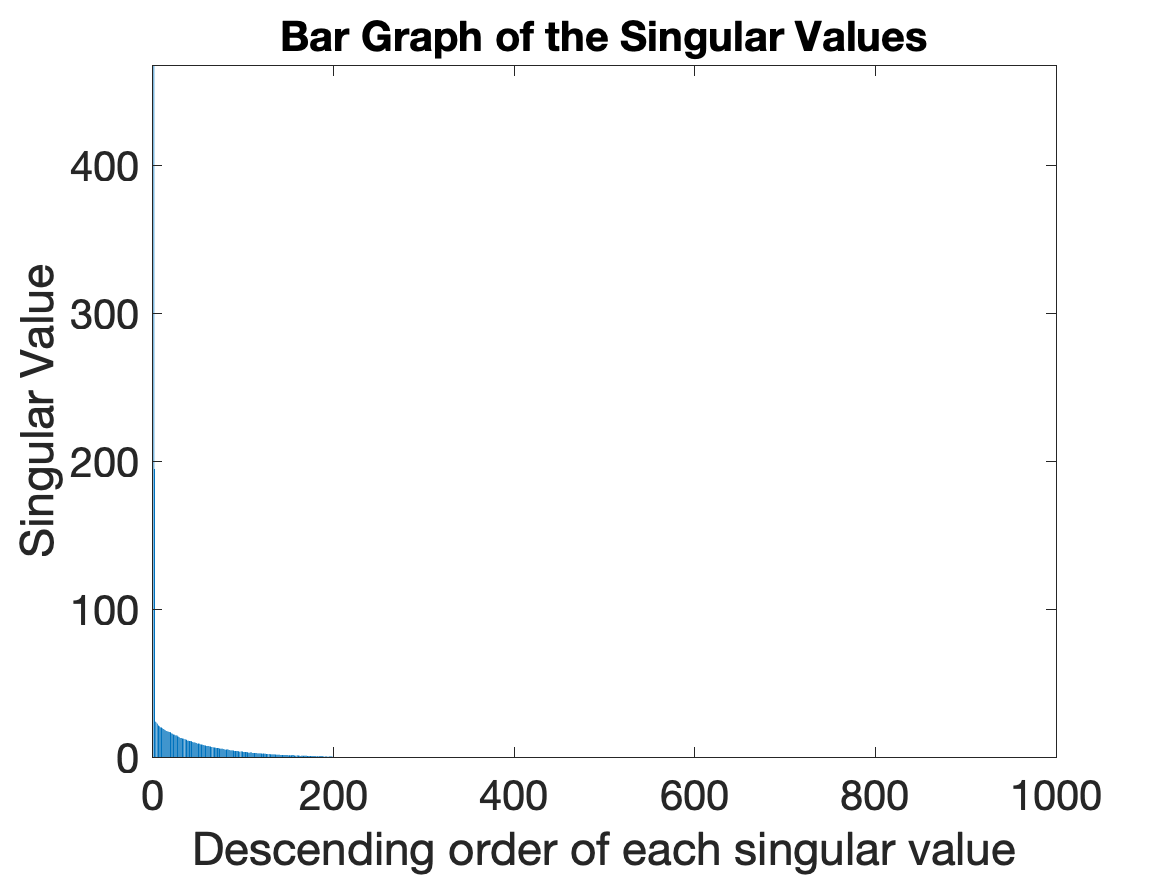 Bar Graph of the Singular Values
Singular Value
400
300
200
100
0
0 200 400 600 800 1000
Descending order of each singular value